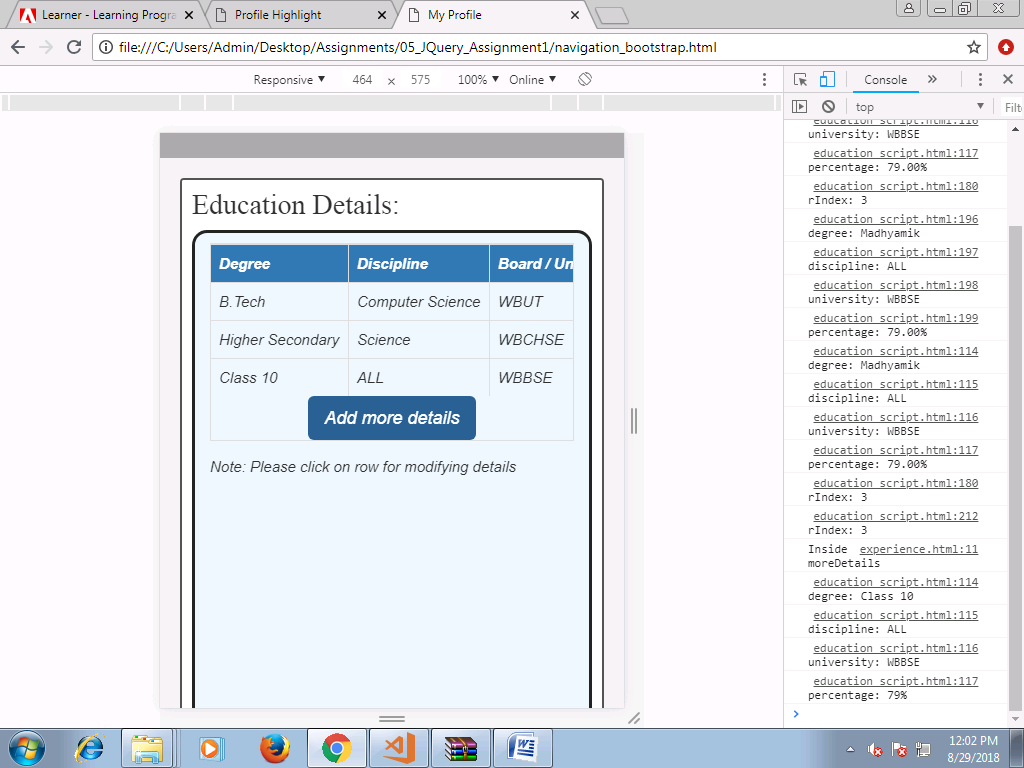 Learner - Learning Progra
Profile Highlight
My Profile
file:///C:/Users/Admin/Desktop/Assignments/05_JQuery_Assignment1/navigation_bootstrap.html
Responsive ▼ 464 x 575 100% ▼ Online ▼
Console »
top ▼ Filt
Education Details:
Degree Discipline Board / Un
B.Tech Computer Science WBUT
Higher Secondary Science WBCHSE
Class 10 ALL WBBSE
Add more details
Note: Please click on row for modifying details
education script.html:116
university: WBBSE
education script.html:117
percentage: 79.00%
education script.html:180
rIndex: 3
education script.html:196
degree: Madhyamik
education script.html:197
discipline: ALL
education script.html:198
university: WBBSE
education script.html:199
percentage: 79.00%
education script.html:114
degree: Madhyamik
education script.html:115
discipline: ALL
education script.html:116
university: WBBSE
education script.html:117
percentage: 79.00%
education script.html:180
rIndex: 3
education script.html:212
rIndex: 3
Inside experience.html:11
moreDetails
education script.html:114
degree: Class 10
education script.html:115
discipline: ALL
education script.html:116
university: WBBSE
education script.html:117
percentage: 79%
12:02 PM
8/29/2018